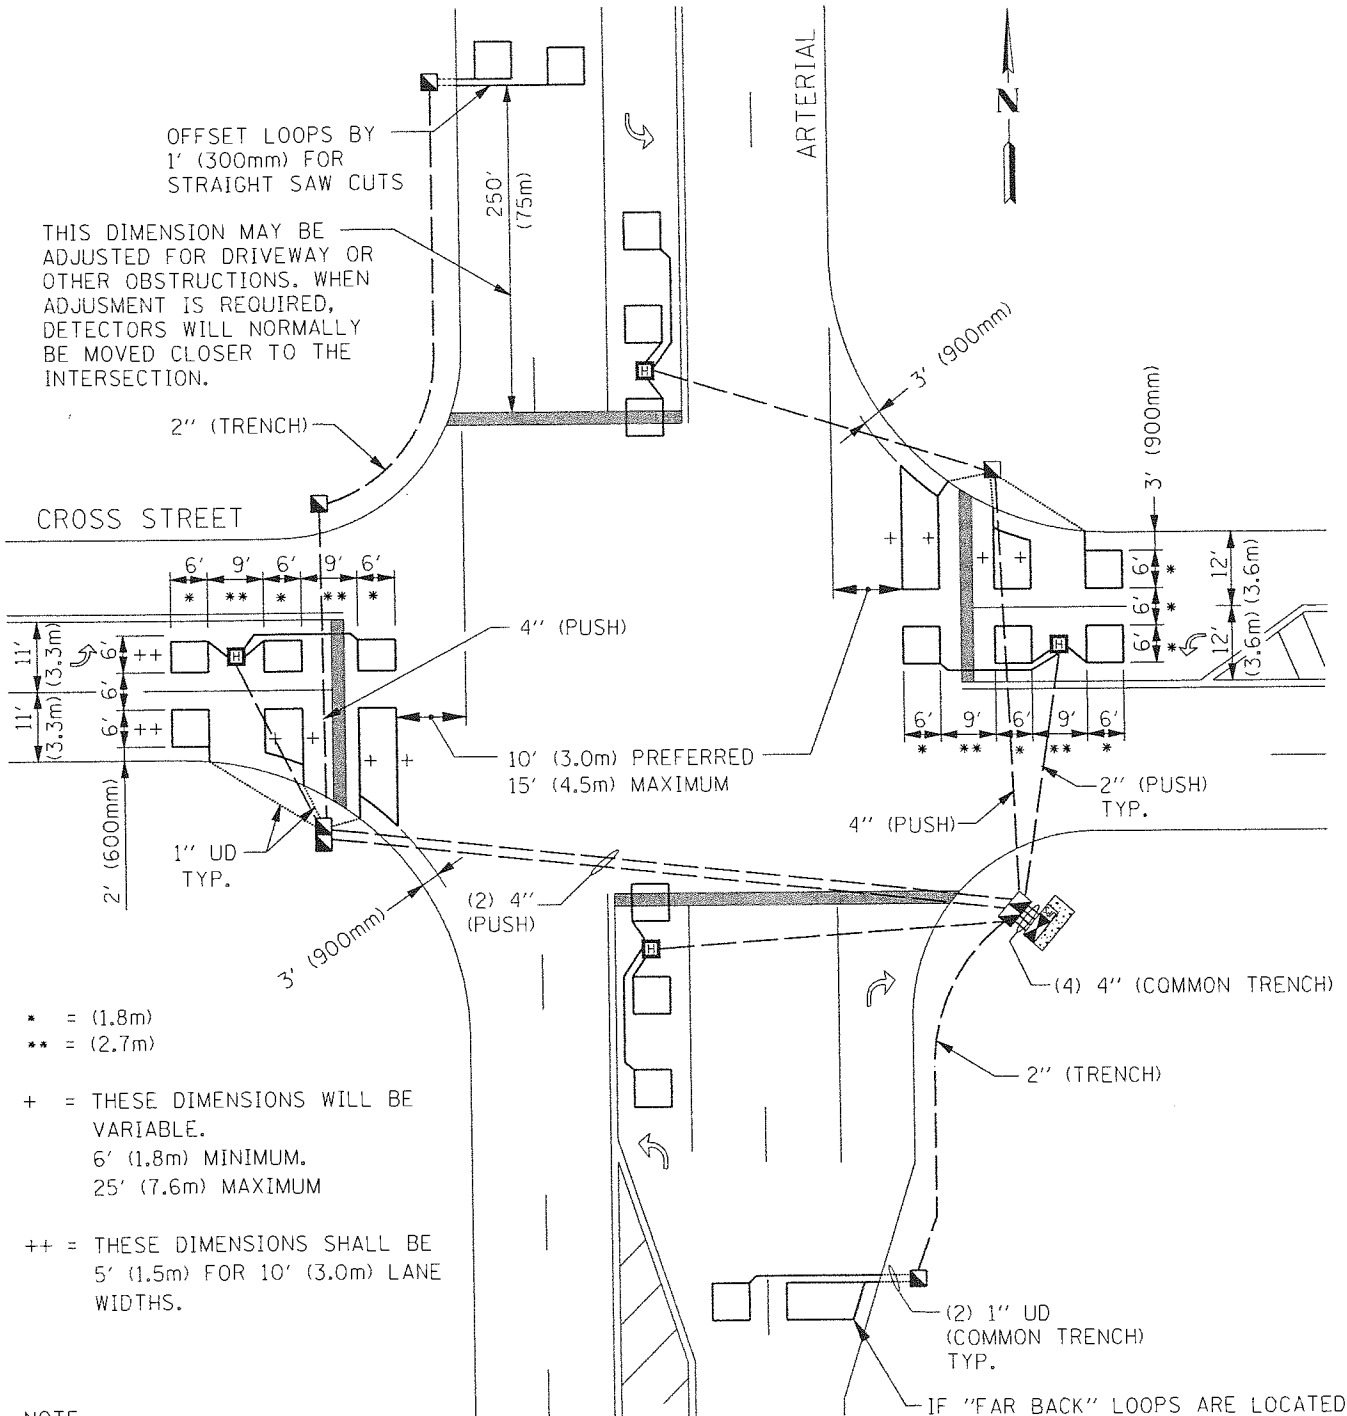 ARTERIAL
N
OFFSET LOOPS BY
1' (300mm) FOR
STRAIGHT SAW CUTS
250'
(75m)
THIS DIMENSION MAY BE
ADJUSTED FOR DRIVEWAY OR
OTHER OBSTRUCTIONS. WHEN
ADJUSMENT IS REQUIRED,
DETECTORS WILL NORMALLY
BE MOVED CLOSER TO THE
INTERSECTION.
3' (900mm)
H
2'' (TRENCH)
3' (900mm)
CROSS STREET
6' 9' 6' 9' 6'
* ** * ** *
+ +
+ +
6' *
6' *
6' *
12'
(3.6m)
12'
(3.6m)
4'' (PUSH)
11'
(3.3m)
6' ++
6'
6' ++
11'
(3.3m)
H
H
+ +
+ +
6' 9' 6' 9' 6'
* ** * ** *
10' (3.0m) PREFERRED
15' (4.5m) MAXIMUM
2'' (PUSH)
TYP.
4'' (PUSH)
2' (600mm)
1'' UD
TYP.
(2) 4''
(PUSH)
3' (900mm)
H
(4) 4'' (COMMON TRENCH)
* = (1.8m)
** = (2.7m)
2'' (TRENCH)
+ = THESE DIMENSIONS WILL BE
VARIABLE.
6' (1.8m) MINIMUM.
25' (7.6m) MAXIMUM
++ = THESE DIMENSIONS SHALL BE
5' (1.5m) FOR 10' (3.0m) LANE
WIDTHS.
(2) 1'' UD
(COMMON TRENCH)
TYP.
IF "FAR BACK" LOOPS ARE LOCATED
NOTE